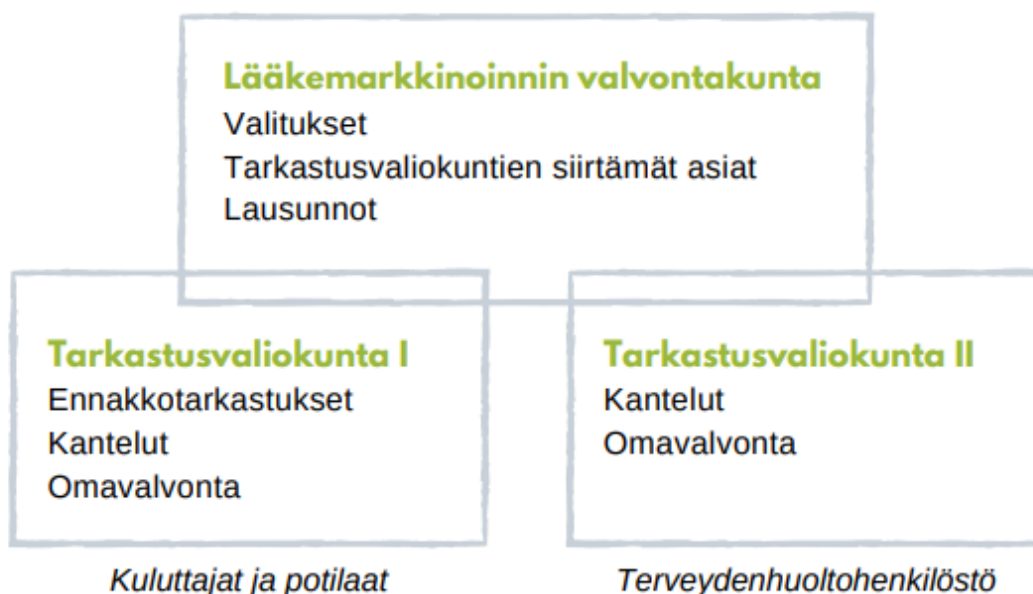 Lääkemarkkinoinnin valvontakunta
Valitukset
Tarkastusvaliokuntien siirtämät asiat
Lausunnot
Tarkastusvaliokunta I
Ennakkotarkastukset
Kantelut
Omavalvonta
Kuluttajat ja potilaat
Tarkastusvaliokunta II
Kantelut
Omavalvonta
Terveydenhuoltohenkilöstö